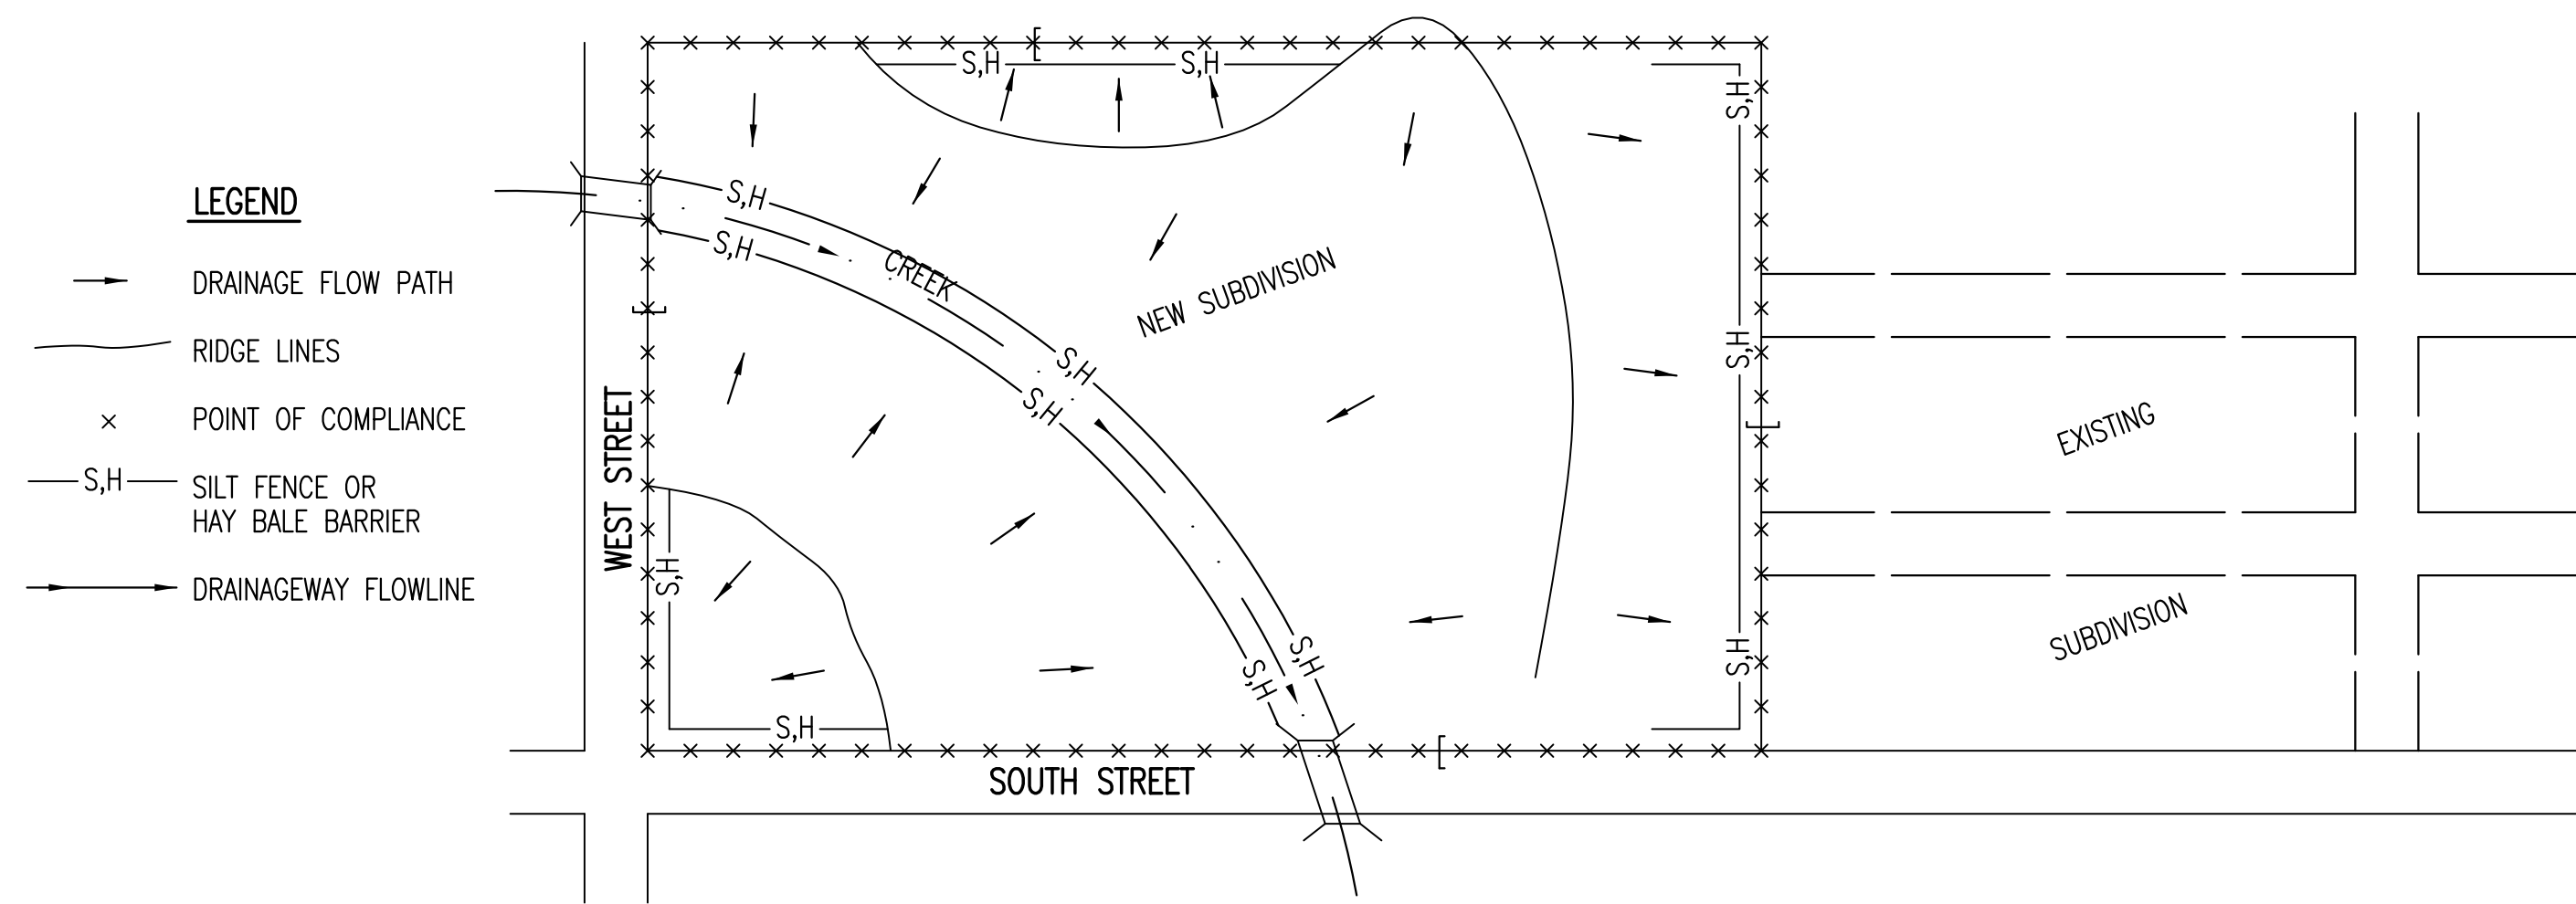 LEGEND
DRAINAGE FLOW PATH
RIDGE LINES
POINT OF COMPLIANCE
S,H
SILT FENCE OR
HAY BALE BARRIER
DRAINAGEWAY FLOWLINE
S,H
S,H
S,H
S,H
S,H
CREEK
NEW SUBDIVISION
S,H
S,H
S,H
WEST STREET
EXISTING
S,H
S,H
S,H
S,H
SUBDIVISION
S,H
SOUTH STREET